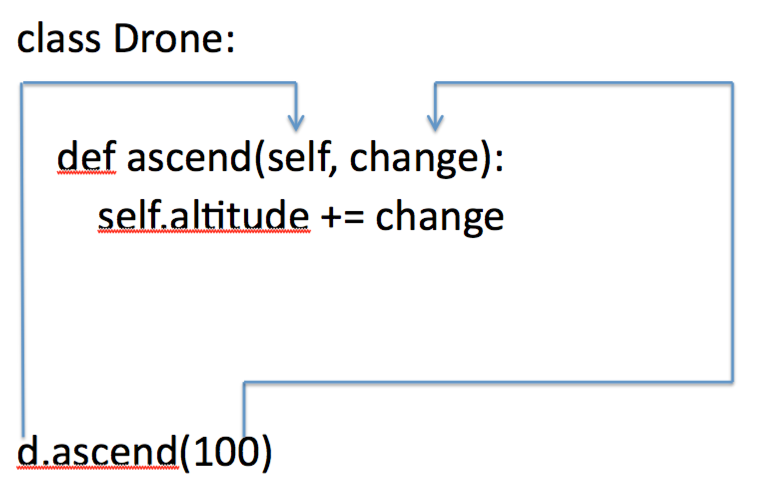 class Drone:
def ascend(self, change):
self.altitude += change
d.ascend(100)